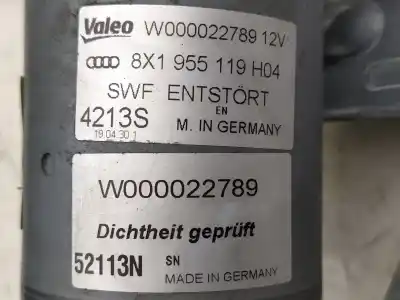 Valeo W000022789 12V
8X1 955 119 H04
SWF ENTSTÖRT
4213S EN
19.04.30 1 M. IN GERMANY
W000022789
Dichtheit geprüft
52113N SN
MADE IN GERMANY